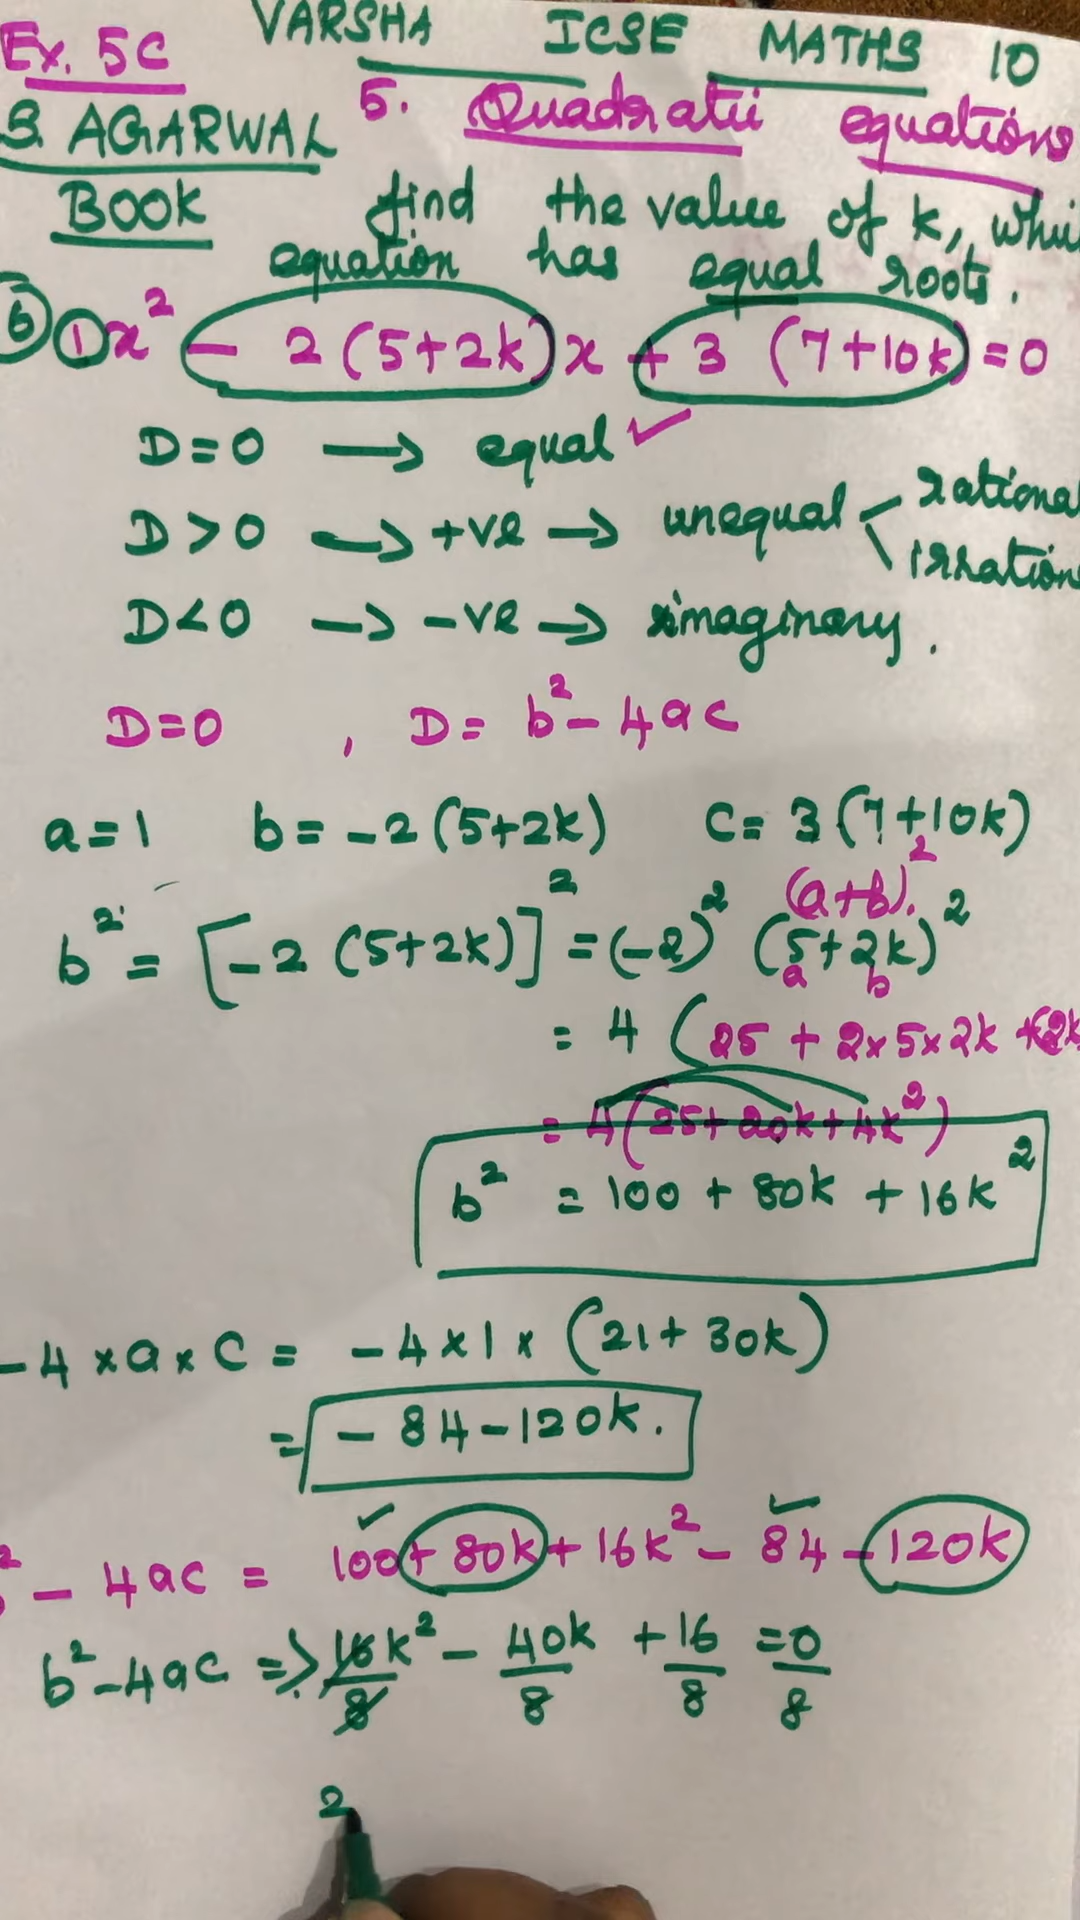 Ex. 5C VARSHA ICSE MATHS 10
S. AGARWAL 5. Quadratic equations
BOOK find the value of k, whi
equation has equal roots.
6 ① x² - 2(5+2k)x + 3(7+10k) = 0
D=0 → equal ✓
D>0 → +ve → unequal < rational
irration
D<0 → -ve → imaginary.
D=0 , D= b²-4ac
a=1 b= -2(5+2k) C= 3(7+10k)
(a+b)²
b² = [-2(5+2k)]² = (-2)² (5+2k)²
a b
= 4 (25 + 2×5×2k + (2k
= 4(25+20k+4k²)
b² = 100 + 80k + 16k²
-4×a×C = -4×1×(21+30k)
= -84-120k.
² - 4ac = 100+80k+16k²-84-120k
b²-4ac => 16k²/8 - 40k/8 + 16/8 = 0/8
2